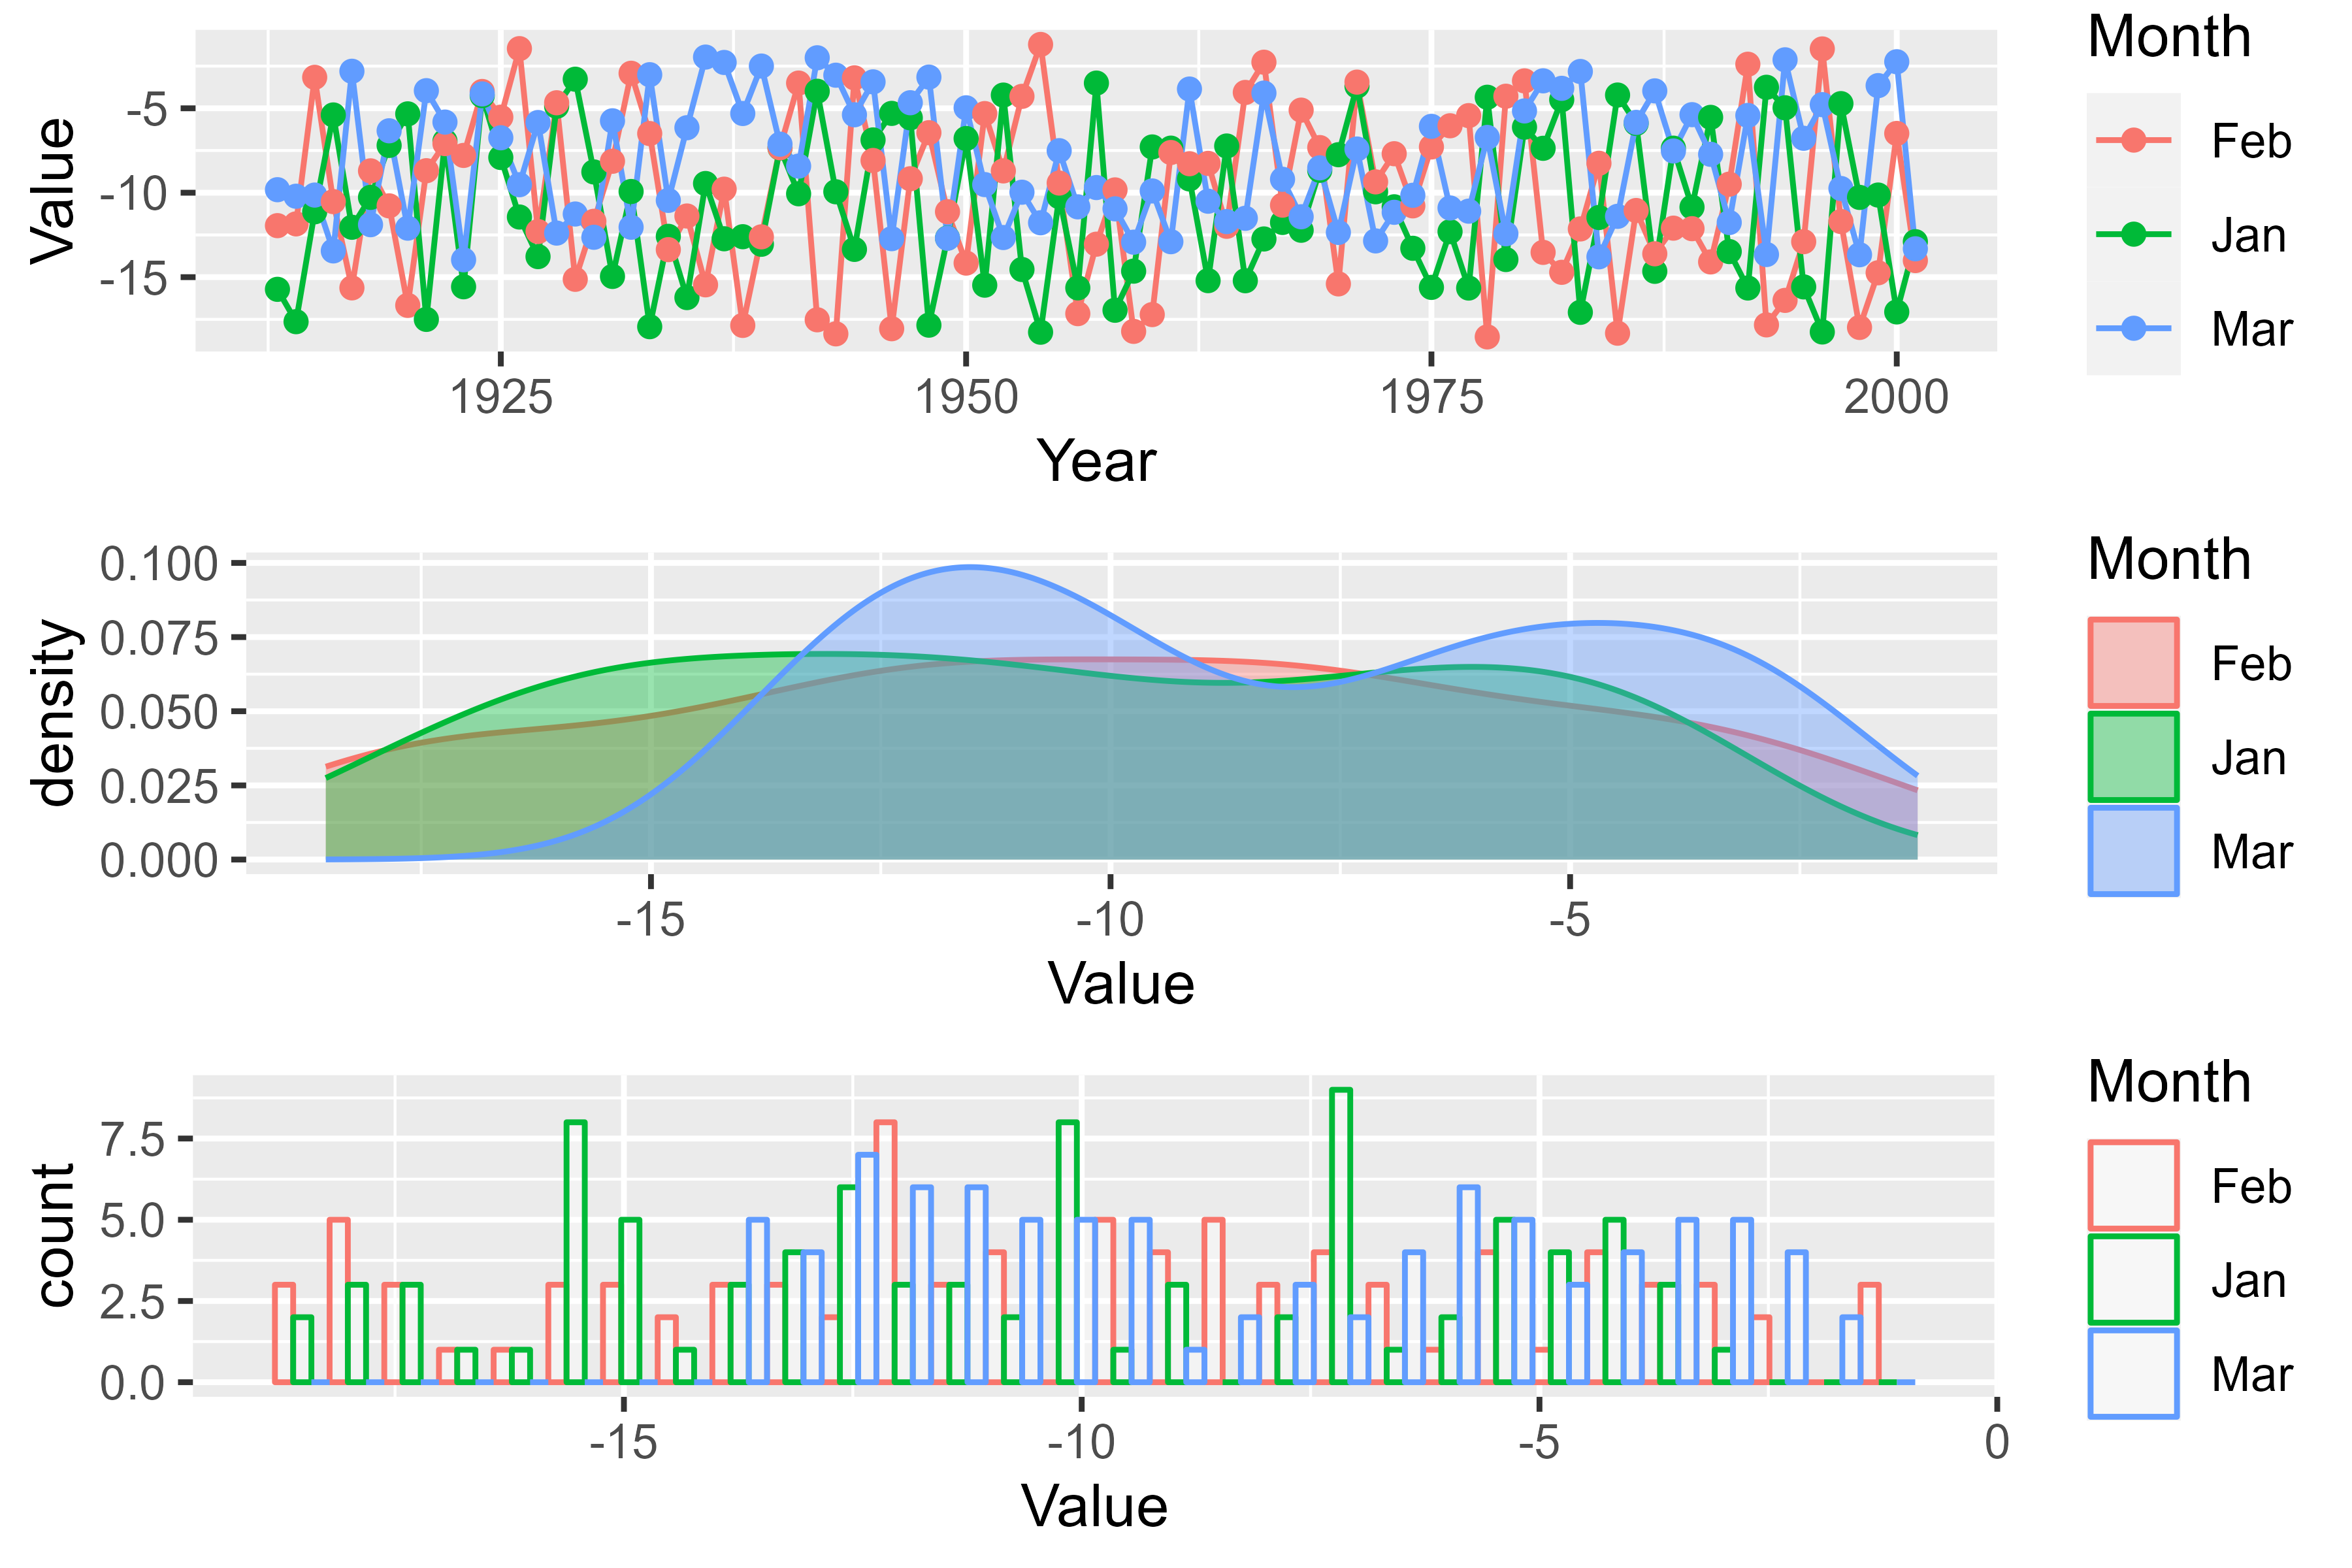 Value
-5
-10
-15
1925 1950 1975 2000
Year
Month
Feb
Jan
Mar
density
0.100
0.075
0.050
0.025
0.000
-15 -10 -5
Value
Month
Feb
Jan
Mar
count
7.5
5.0
2.5
0.0
-15 -10 -5 0
Value
Month
Feb
Jan
Mar